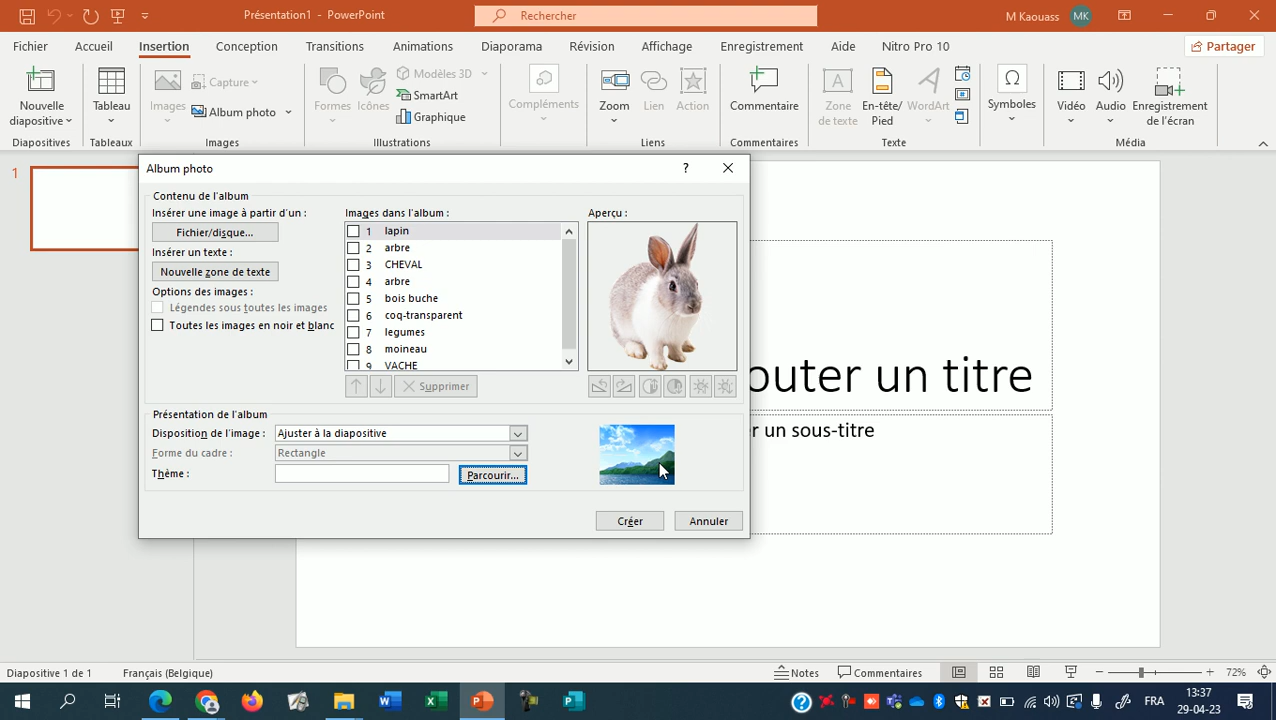 Présentation1 - PowerPoint
Rechercher
M Kaouass
MK
Fichier
Accueil
Insertion
Conception
Transitions
Animations
Diaporama
Révision
Affichage
Enregistrement
Aide
Nitro Pro 10
Partager
Nouvelle
diapositive
Tableau
Images
Capture
Album photo
Formes
Icônes
Modèles 3D
SmartArt
Graphique
Compléments
Zoom
Lien
Action
Commentaire
Zone
de texte
En-tête/
Pied
WordArt
Symboles
Vidéo
Audio
Enregistrement
de l'écran
Diapositives
Tableaux
Images
Illustrations
Liens
Commentaires
Texte
Média
1
Album photo
?
Contenu de l'album
Insérer une image à partir d'un :
Fichier/disque...
Insérer un texte :
Nouvelle zone de texte
Options des images :
Légendes sous toutes les images
Toutes les images en noir et blanc
Images dans l'album :
1 lapin
2 arbre
3 CHEVAL
4 arbre
5 bois buche
6 coq-transparent
7 legumes
8 moineau
9 VACHE
Supprimer
Aperçu :
Présentation de l'album
Disposition de l'image :
Ajuster à la diapositive
Forme du cadre :
Rectangle
Thème :
Parcourir...
Créer
Annuler
outer un titre
er un sous-titre
Diapositive 1 de 1
Français (Belgique)
Notes
Commentaires
72%
FRA
13:37
29-04-23